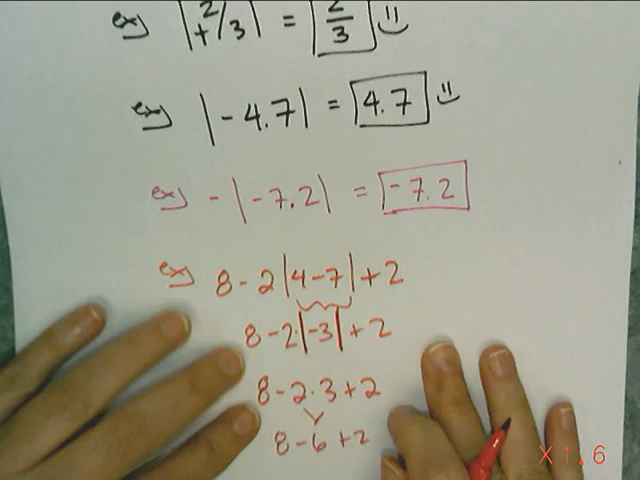 ex) |+2/3| = 2/3
ex) |-4.7| = 4.7
ex) -|-7.2| = -7.2
ex) 8-2|4-7|+2
8-2·|-3|+2
8-2·3+2
8-6+2
X1.6